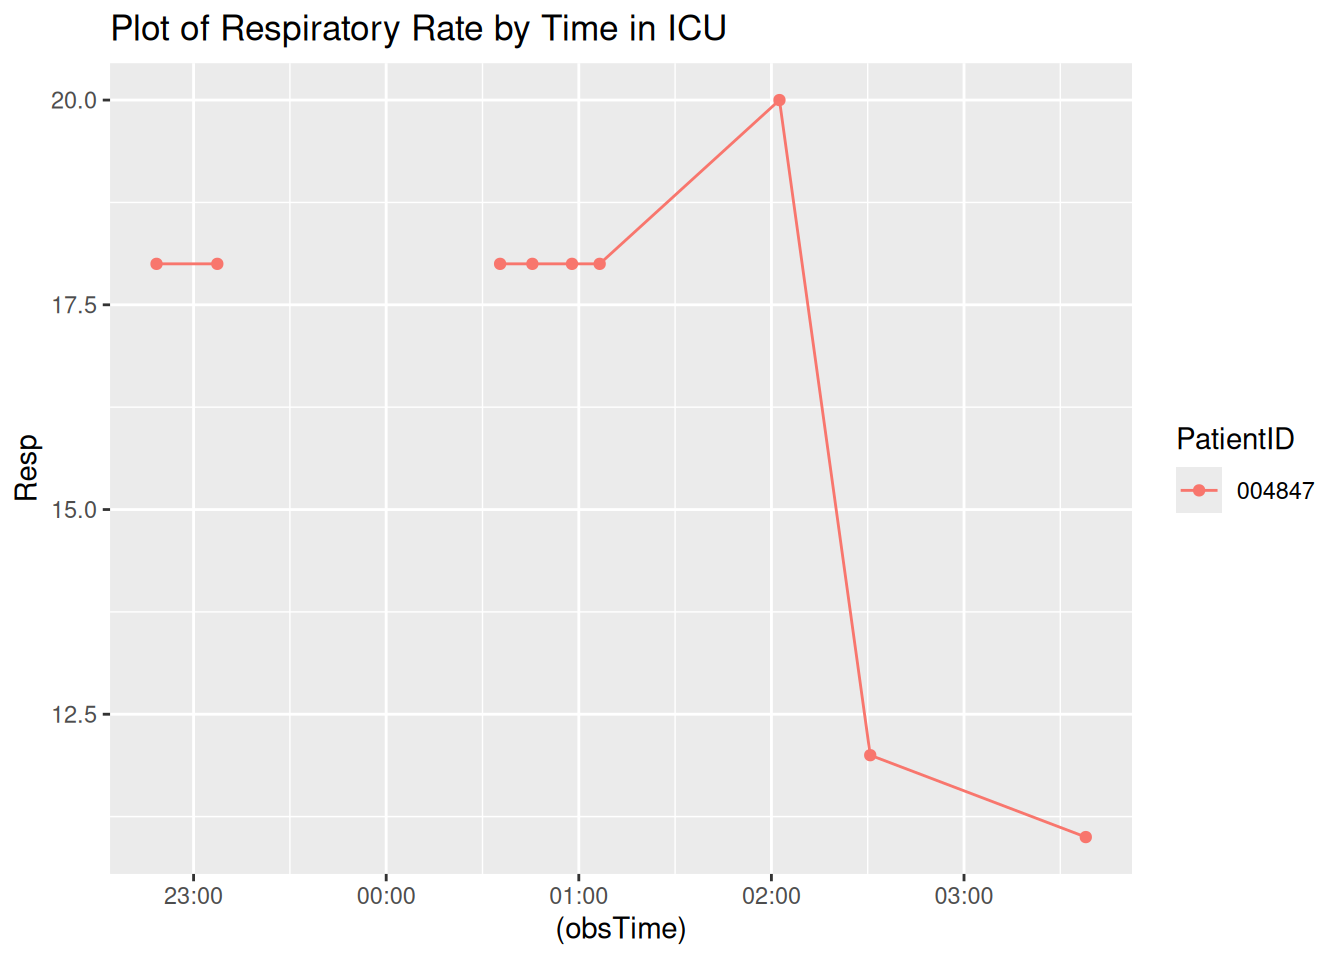 Plot of Respiratory Rate by Time in ICU
20.0
17.5
15.0
12.5
Resp
23:00 00:00 01:00 02:00 03:00
(obsTime)
PatientID
004847